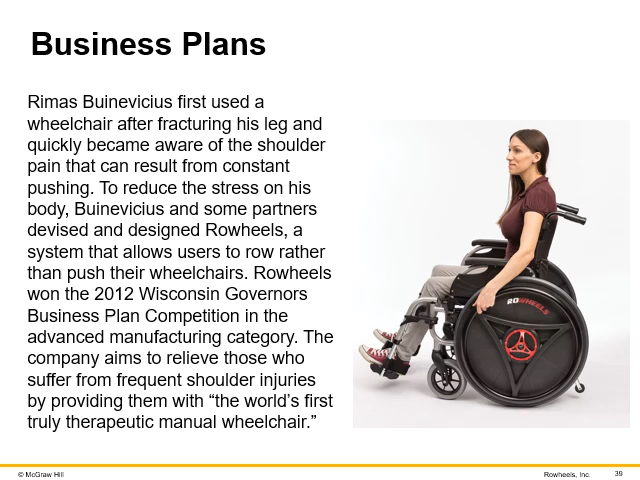 Business Plans
Rimas Buinevicius first used a
wheelchair after fracturing his leg and
quickly became aware of the shoulder
pain that can result from constant
pushing. To reduce the stress on his
body, Buinevicius and some partners
devised and designed Rowheels, a
system that allows users to row rather
than push their wheelchairs. Rowheels
won the 2012 Wisconsin Governors
Business Plan Competition in the
advanced manufacturing category. The
company aims to relieve those who
suffer from frequent shoulder injuries
by providing them with “the world’s first
truly therapeutic manual wheelchair.”
ROWHEELS
© McGraw Hill
Rowheels, Inc.
39